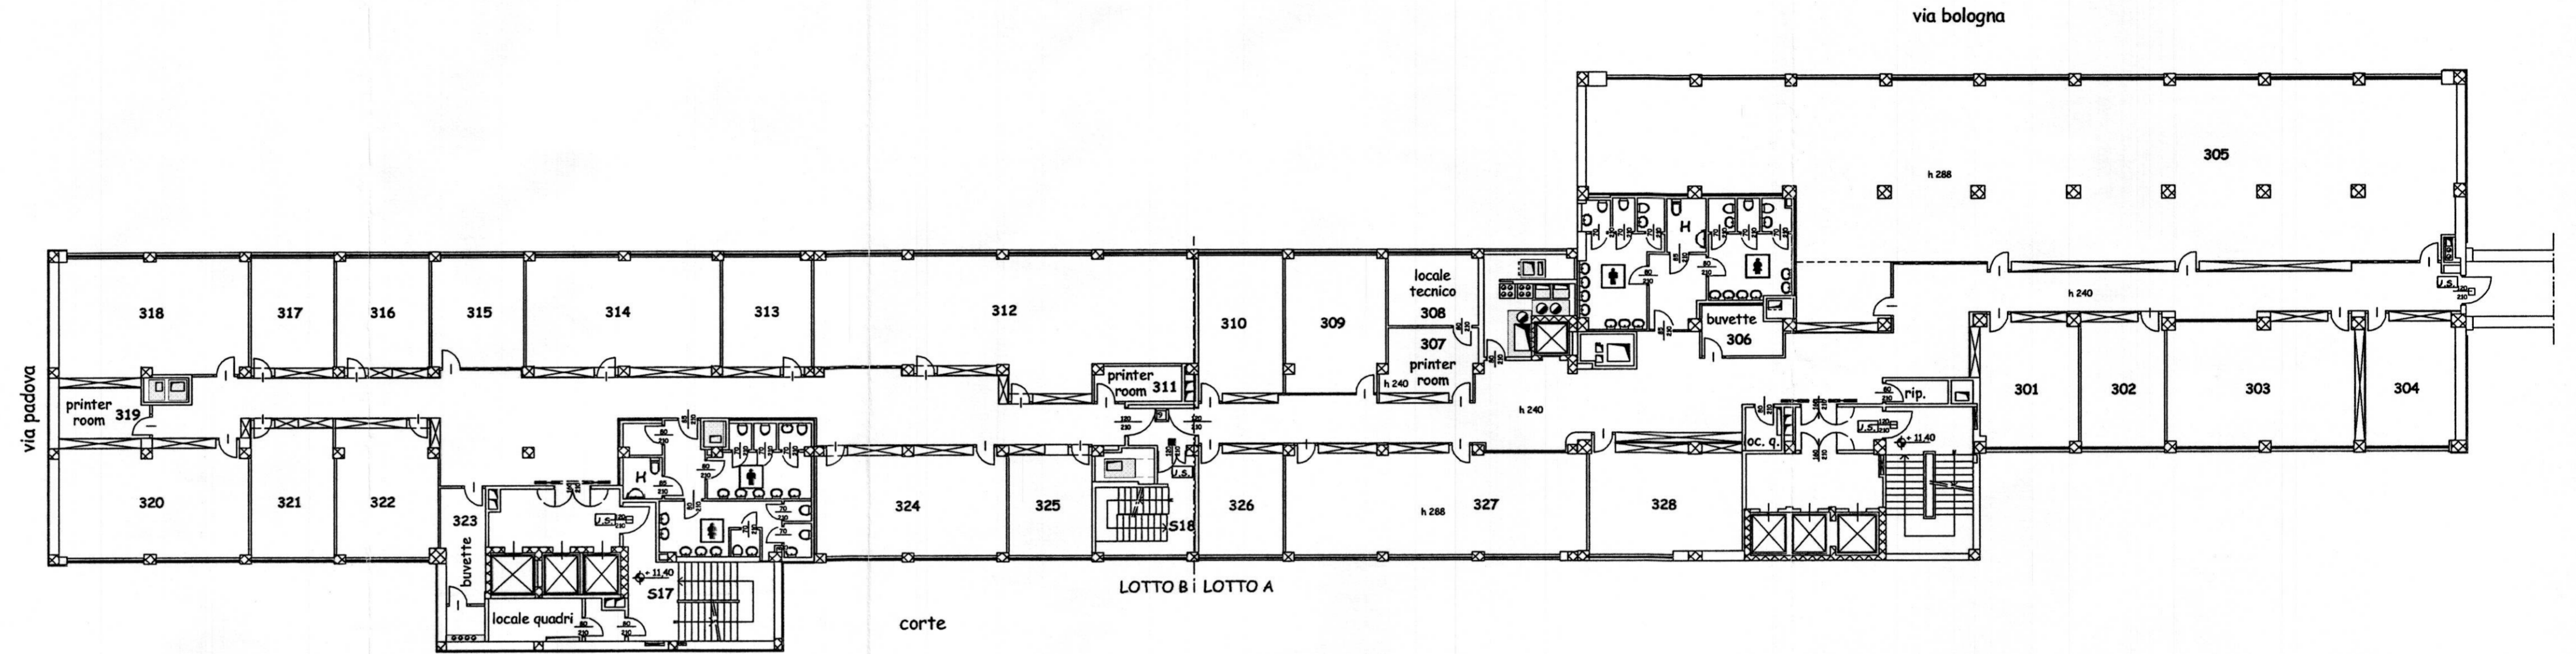 via bologna
305
h 288
H
J.S.
h 240
locale
tecnico
308
318
317
316
315
314
313
312
310
309
buvette
306
307
printer
room
h 240
printer
room 311
printer
room 319
via padova
301
302
303
304
rip.
h 240
oc. q.
J.S.
+ 11,40
H
J.S.
320
321
322
323
buvette
J.S.
324
325
S18
326
h 288
327
328
+ 11,40
S17
locale quadri
LOTTO B
LOTTO A
corte